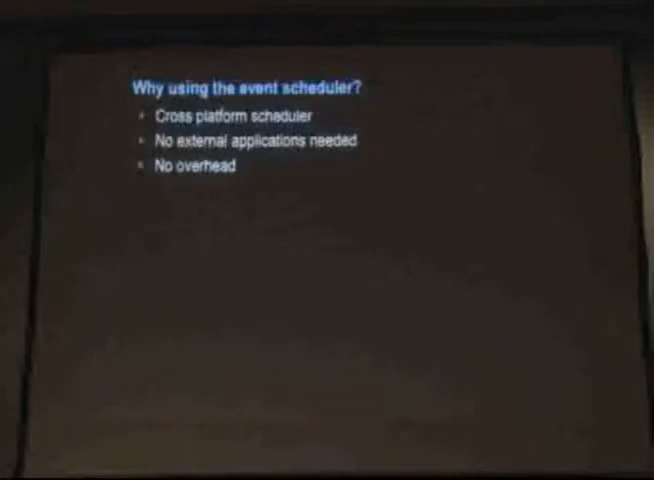 Why using the event scheduler?
Cross platform scheduler
No external applications needed
No overhead